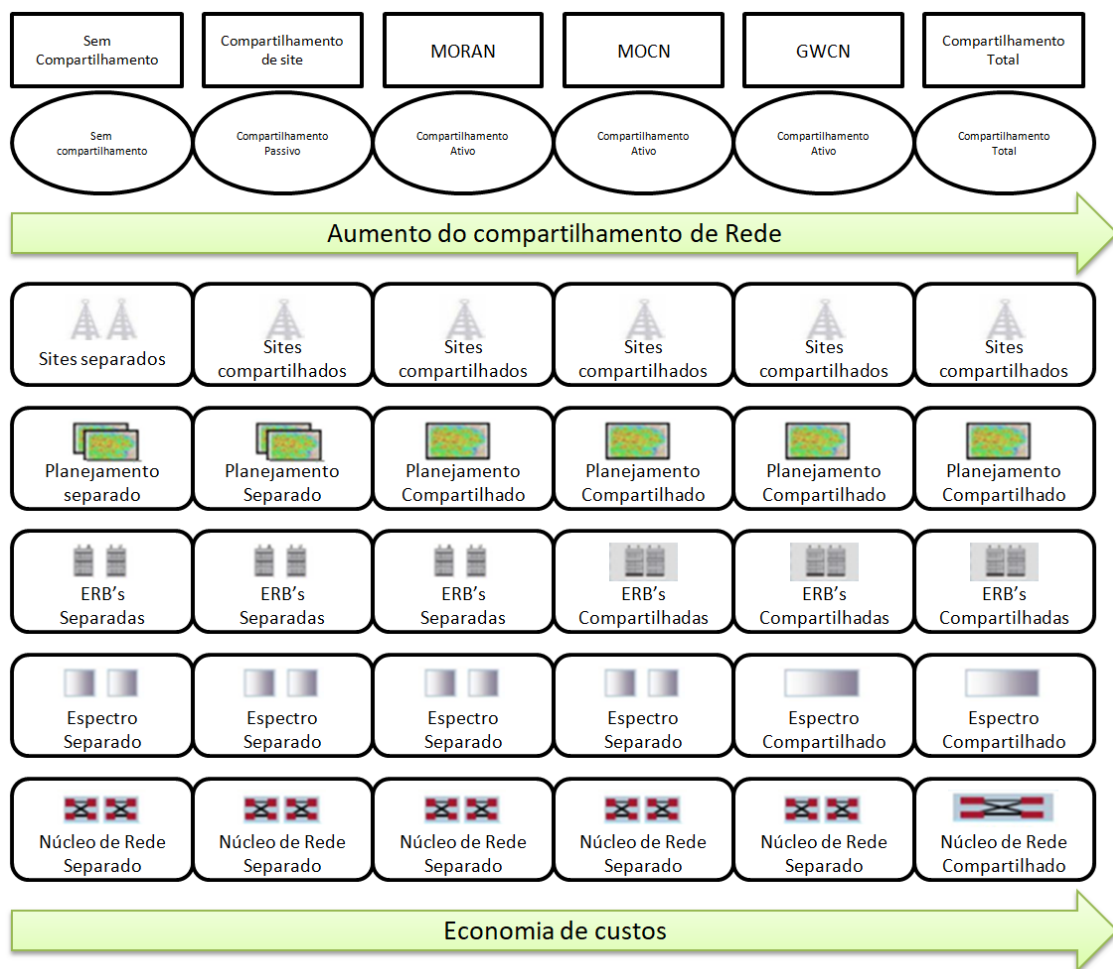 Sem
Compartilhamento
Compartilhamento
de site
MORAN
MOCN
GWCN
Compartilhamento
Total
Sem
compartilhamento
Compartilhamento
Passivo
Compartilhamento
Ativo
Compartilhamento
Ativo
Compartilhamento
Ativo
Compartilhamento
Total
Aumento do compartilhamento de Rede
Sites separados
Sites
compartilhados
Sites
compartilhados
Sites
compartilhados
Sites
compartilhados
Sites
compartilhados
Planejamento
separado
Planejamento
Separado
Planejamento
Compartilhado
Planejamento
Compartilhado
Planejamento
Compartilhado
Planejamento
Compartilhado
ERB's
Separadas
ERB's
Separadas
ERB's
Separadas
ERB's
Compartilhadas
ERB's
Compartilhadas
ERB's
Compartilhadas
Espectro
Separado
Espectro
Separado
Espectro
Separado
Espectro
Separado
Espectro
Compartilhado
Espectro
Compartilhado
Núcleo de Rede
Separado
Núcleo de Rede
Separado
Núcleo de Rede
Separado
Núcleo de Rede
Separado
Núcleo de Rede
Separado
Núcleo de Rede
Compartilhado
Economia de custos